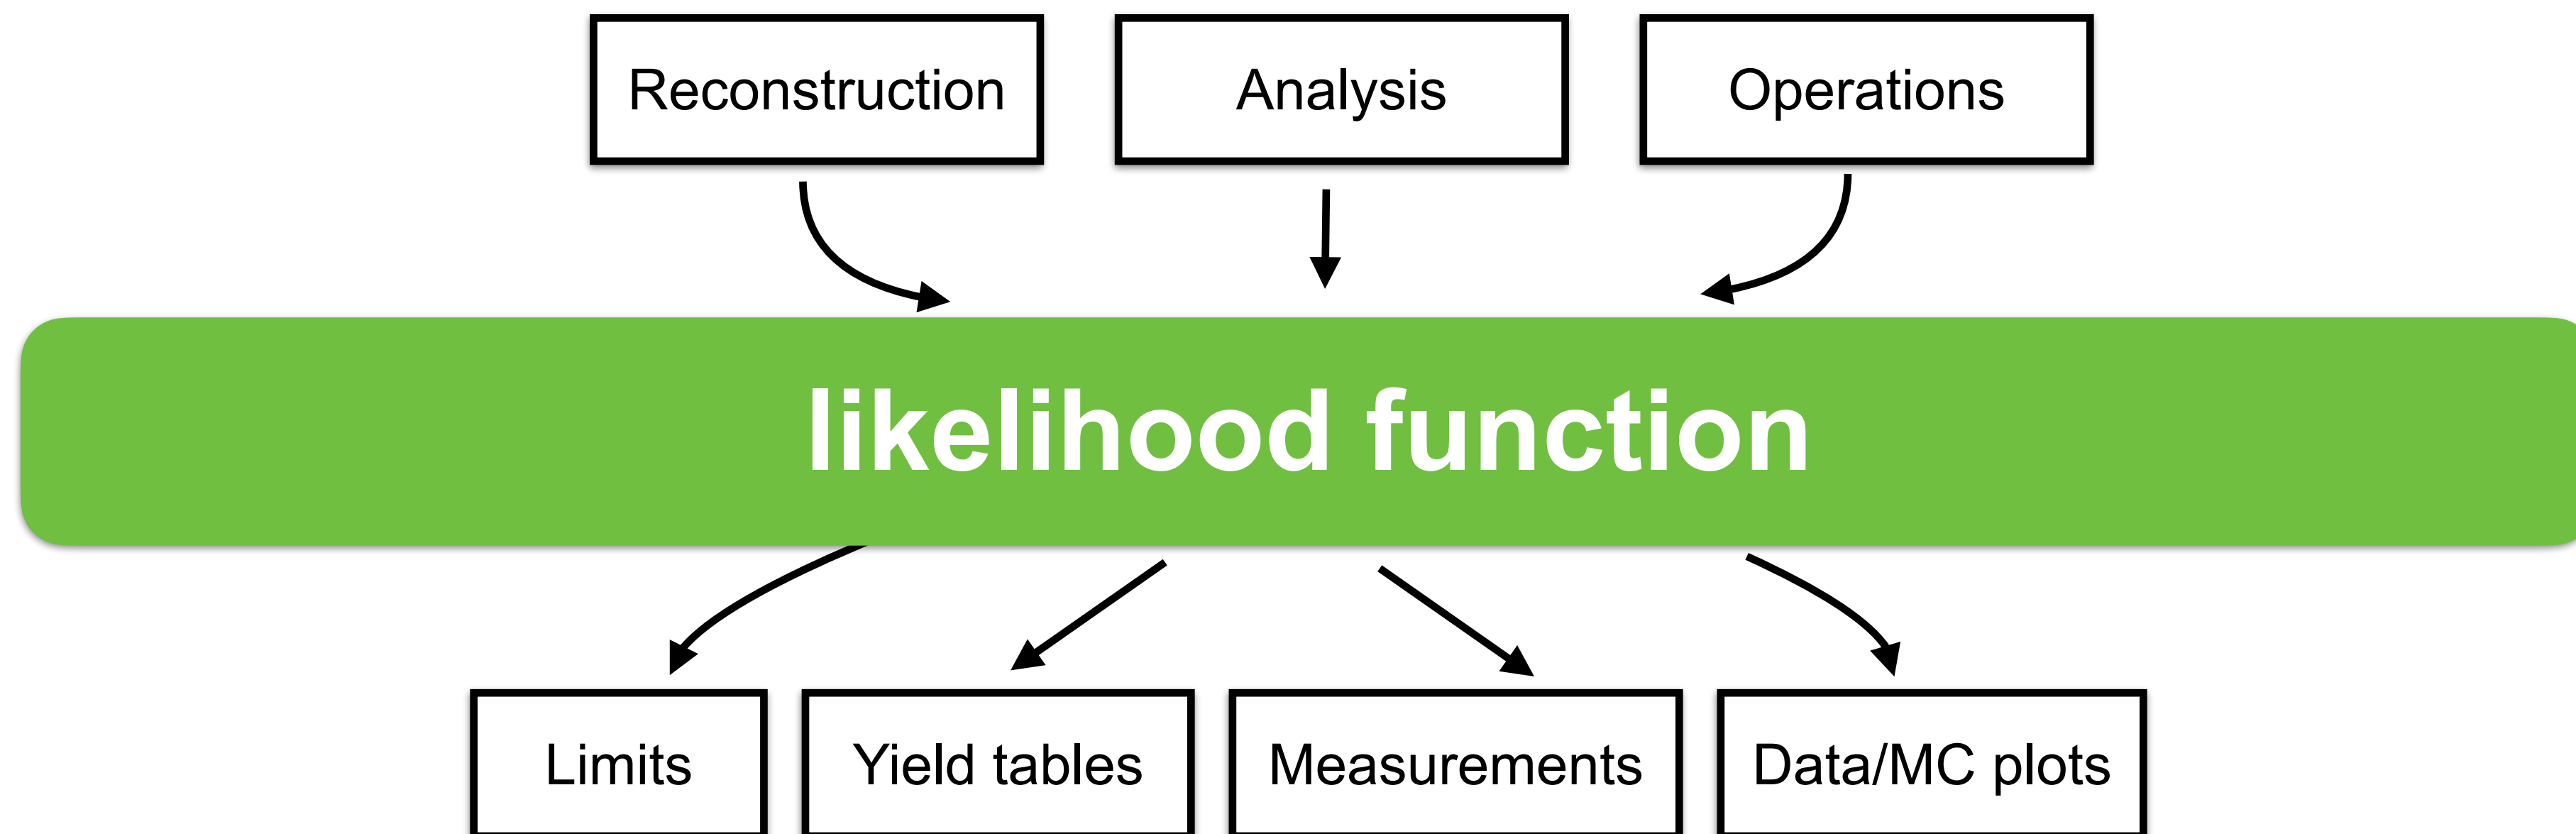 Reconstruction
Analysis
Operations
likelihood function
Limits
Yield tables
Measurements
Data/MC plots